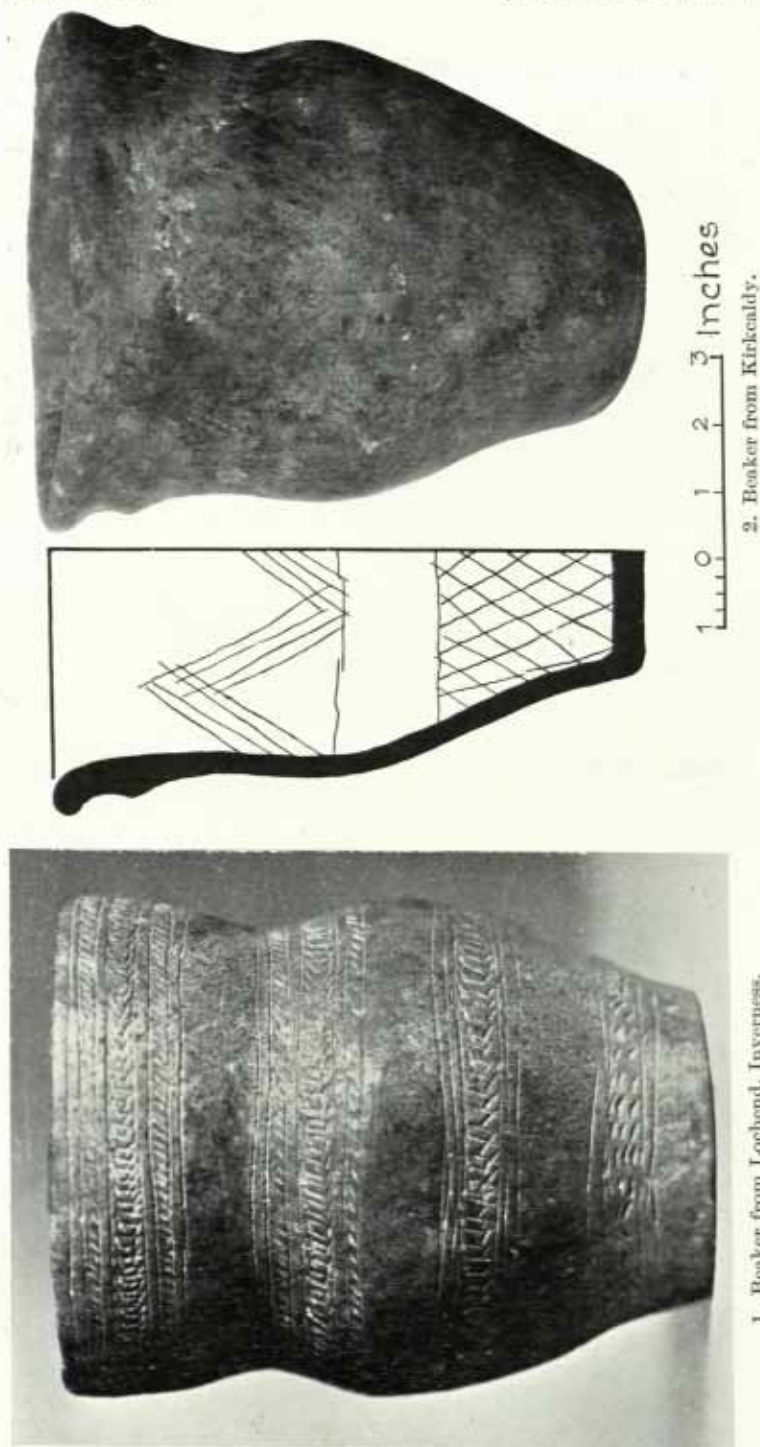 1 0 1 2 3 Inches
2. Beaker from Kirkcaldy.
1. Beaker from Lochend, Inverness.